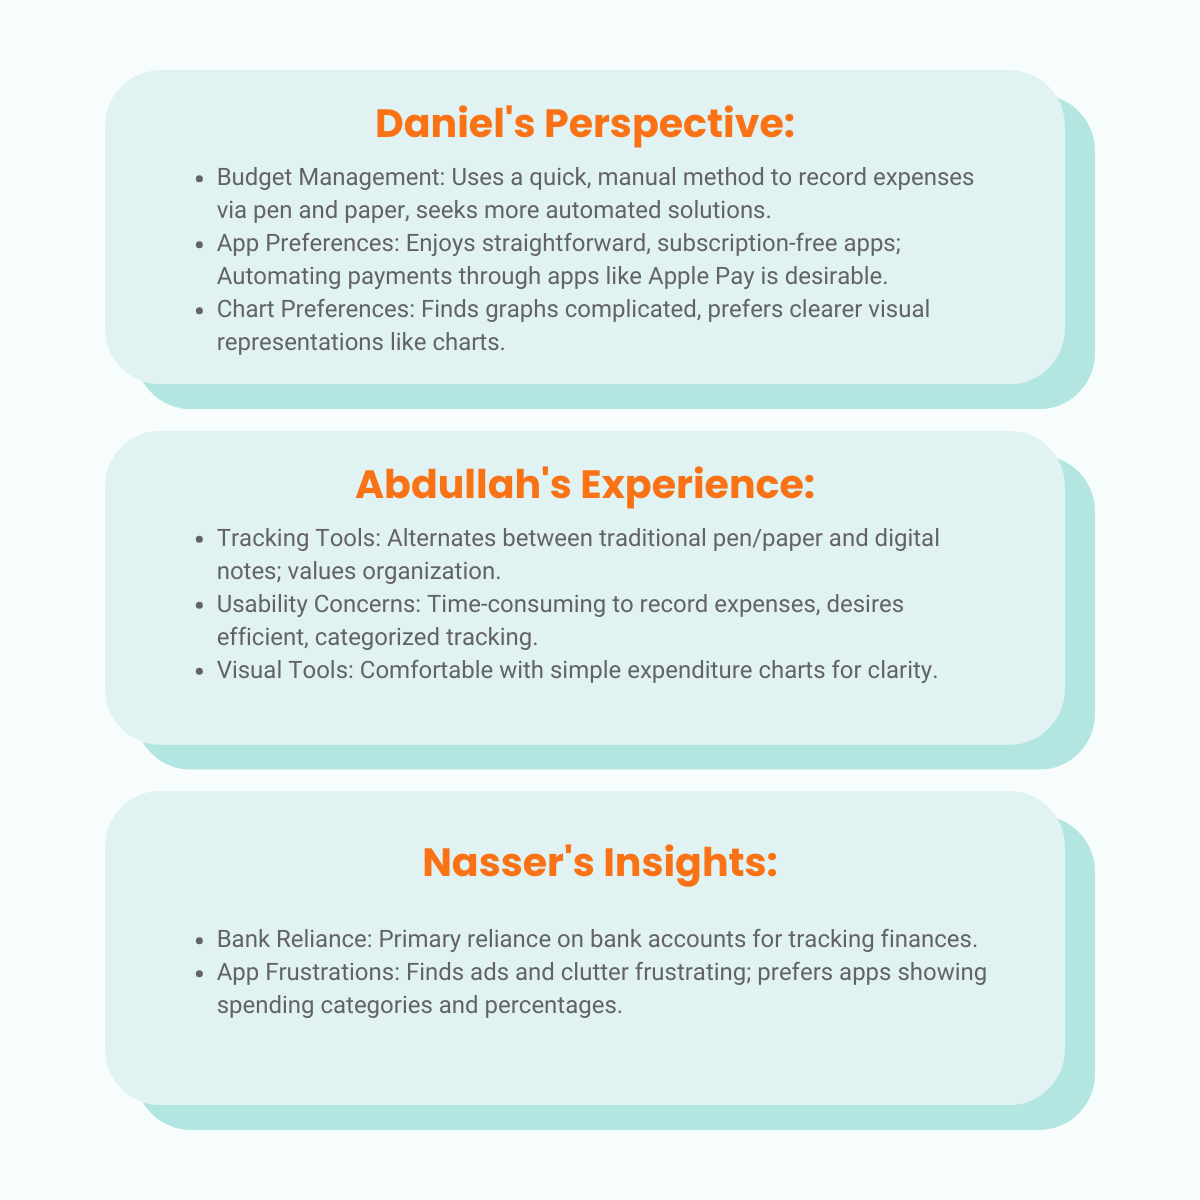 Daniel's Perspective:
• Budget Management: Uses a quick, manual method to record expenses
via pen and paper, seeks more automated solutions.
• App Preferences: Enjoys straightforward, subscription-free apps;
Automating payments through apps like Apple Pay is desirable.
• Chart Preferences: Finds graphs complicated, prefers clearer visual
representations like charts.
Abdullah's Experience:
• Tracking Tools: Alternates between traditional pen/paper and digital
notes; values organization.
• Usability Concerns: Time-consuming to record expenses, desires
efficient, categorized tracking.
• Visual Tools: Comfortable with simple expenditure charts for clarity.
Nasser's Insights:
• Bank Reliance: Primary reliance on bank accounts for tracking finances.
• App Frustrations: Finds ads and clutter frustrating; prefers apps showing
spending categories and percentages.